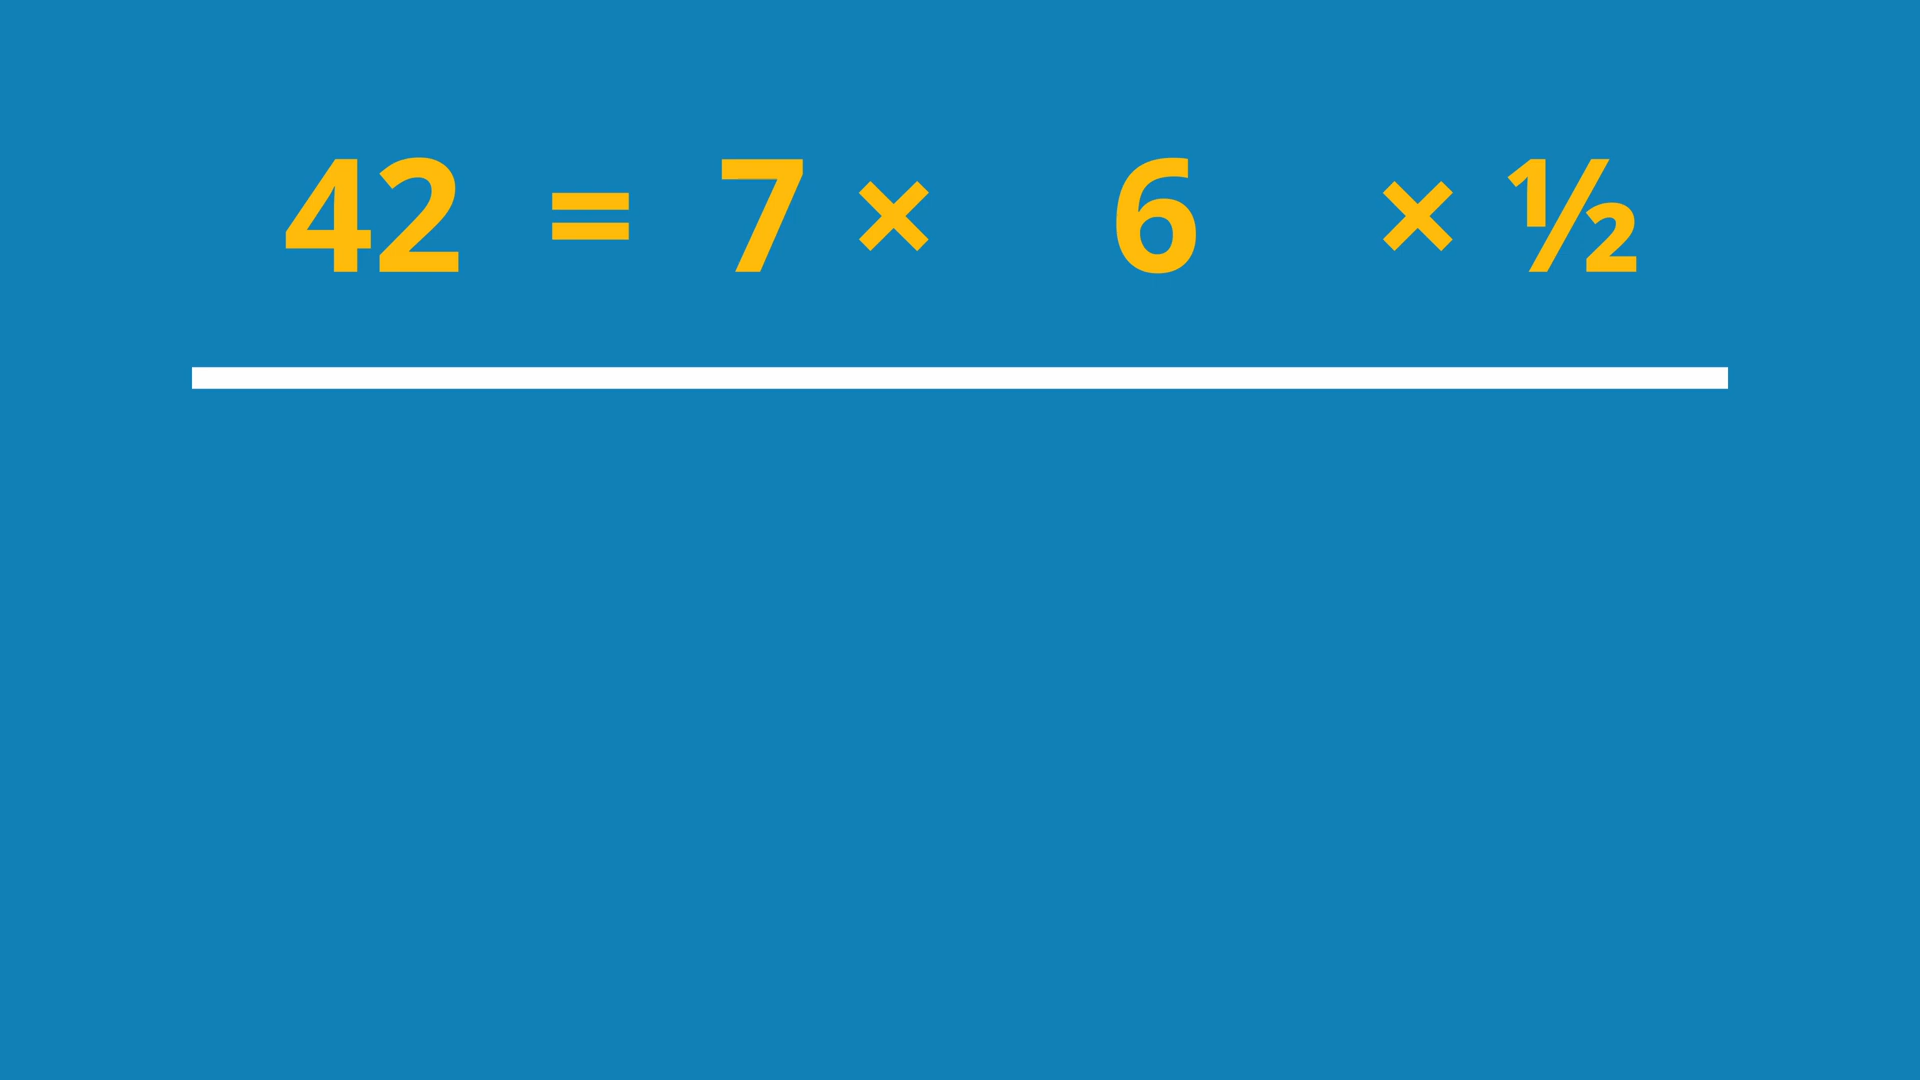 42 = 7 × 6 × ½